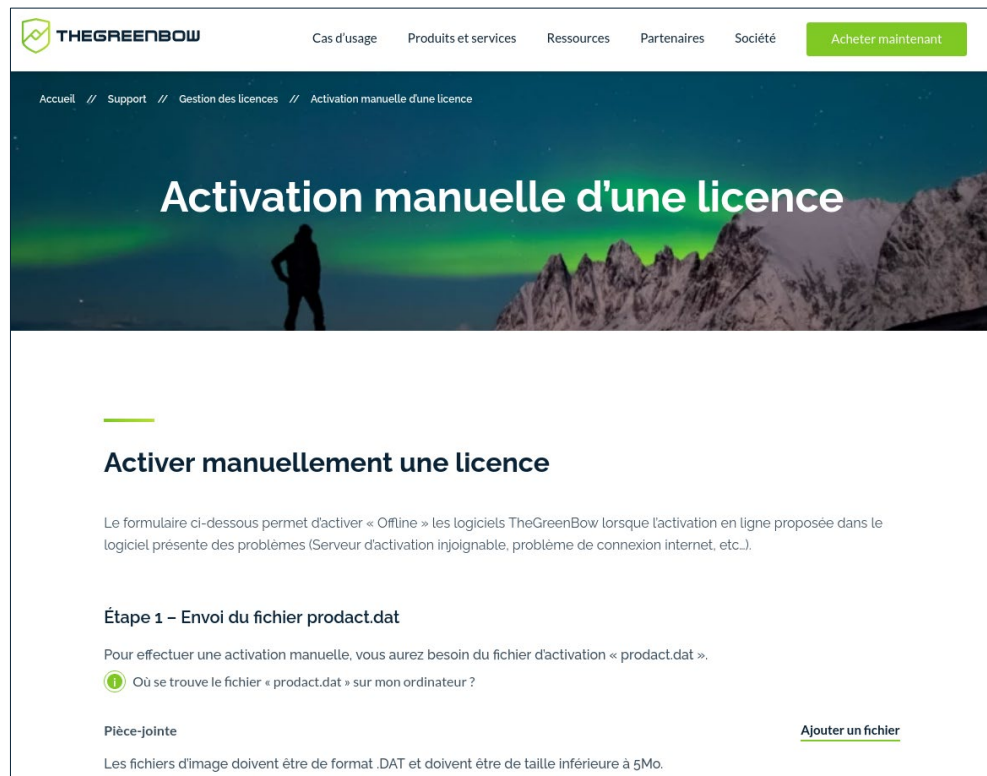 THEGREENBOW
Cas d'usage Produits et services Ressources Partenaires Société Acheter maintenant
Accueil // Support // Gestion des licences // Activation manuelle d'une licence
Activation manuelle d'une licence
Activer manuellement une licence
Le formulaire ci-dessous permet d'activer « Offline » les logiciels TheGreenBow lorsque l'activation en ligne proposée dans le
logiciel présente des problèmes (Serveur d'activation injoignable, problème de connexion internet, etc…).
Étape 1 – Envoi du fichier prodact.dat
Pour effectuer une activation manuelle, vous aurez besoin du fichier d'activation « prodact.dat ».
i Où se trouve le fichier « prodact.dat » sur mon ordinateur ?
Pièce-jointe Ajouter un fichier
Les fichiers d'image doivent être de format .DAT et doivent être de taille inférieure à 5Mo.